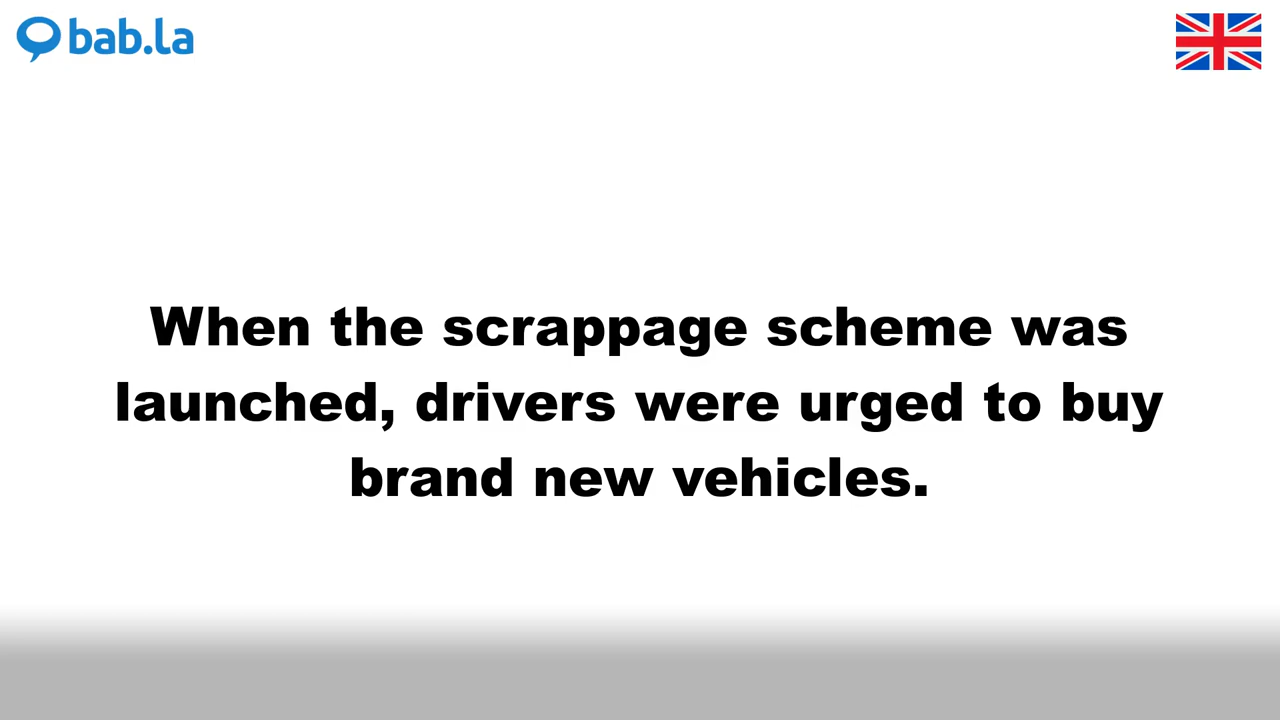 bab.la
When the scrappage scheme was
launched, drivers were urged to buy
brand new vehicles.